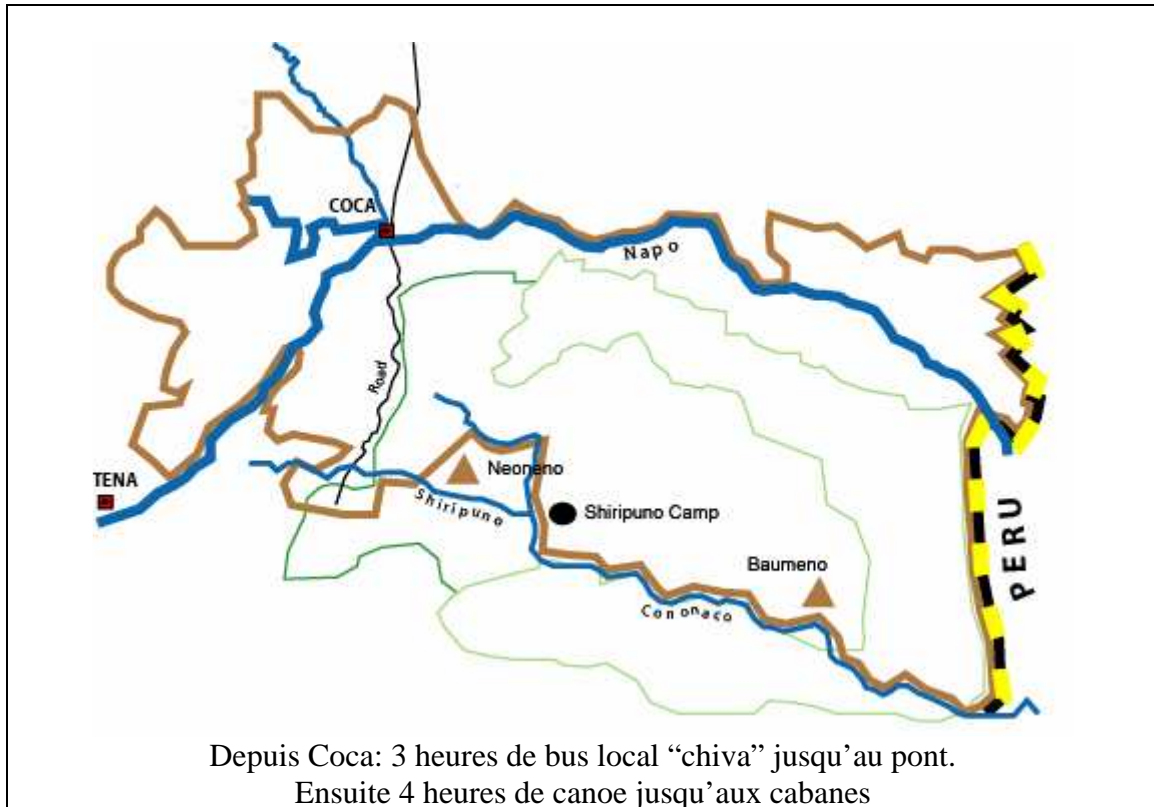 COCA
Napo
Road
TENA
Neoneno
Shiripuno
Shiripuno Camp
PERU
Baumeno
Cononaco
Depuis Coca: 3 heures de bus local “chiva” jusqu’au pont.
Ensuite 4 heures de canoe jusqu’aux cabanes